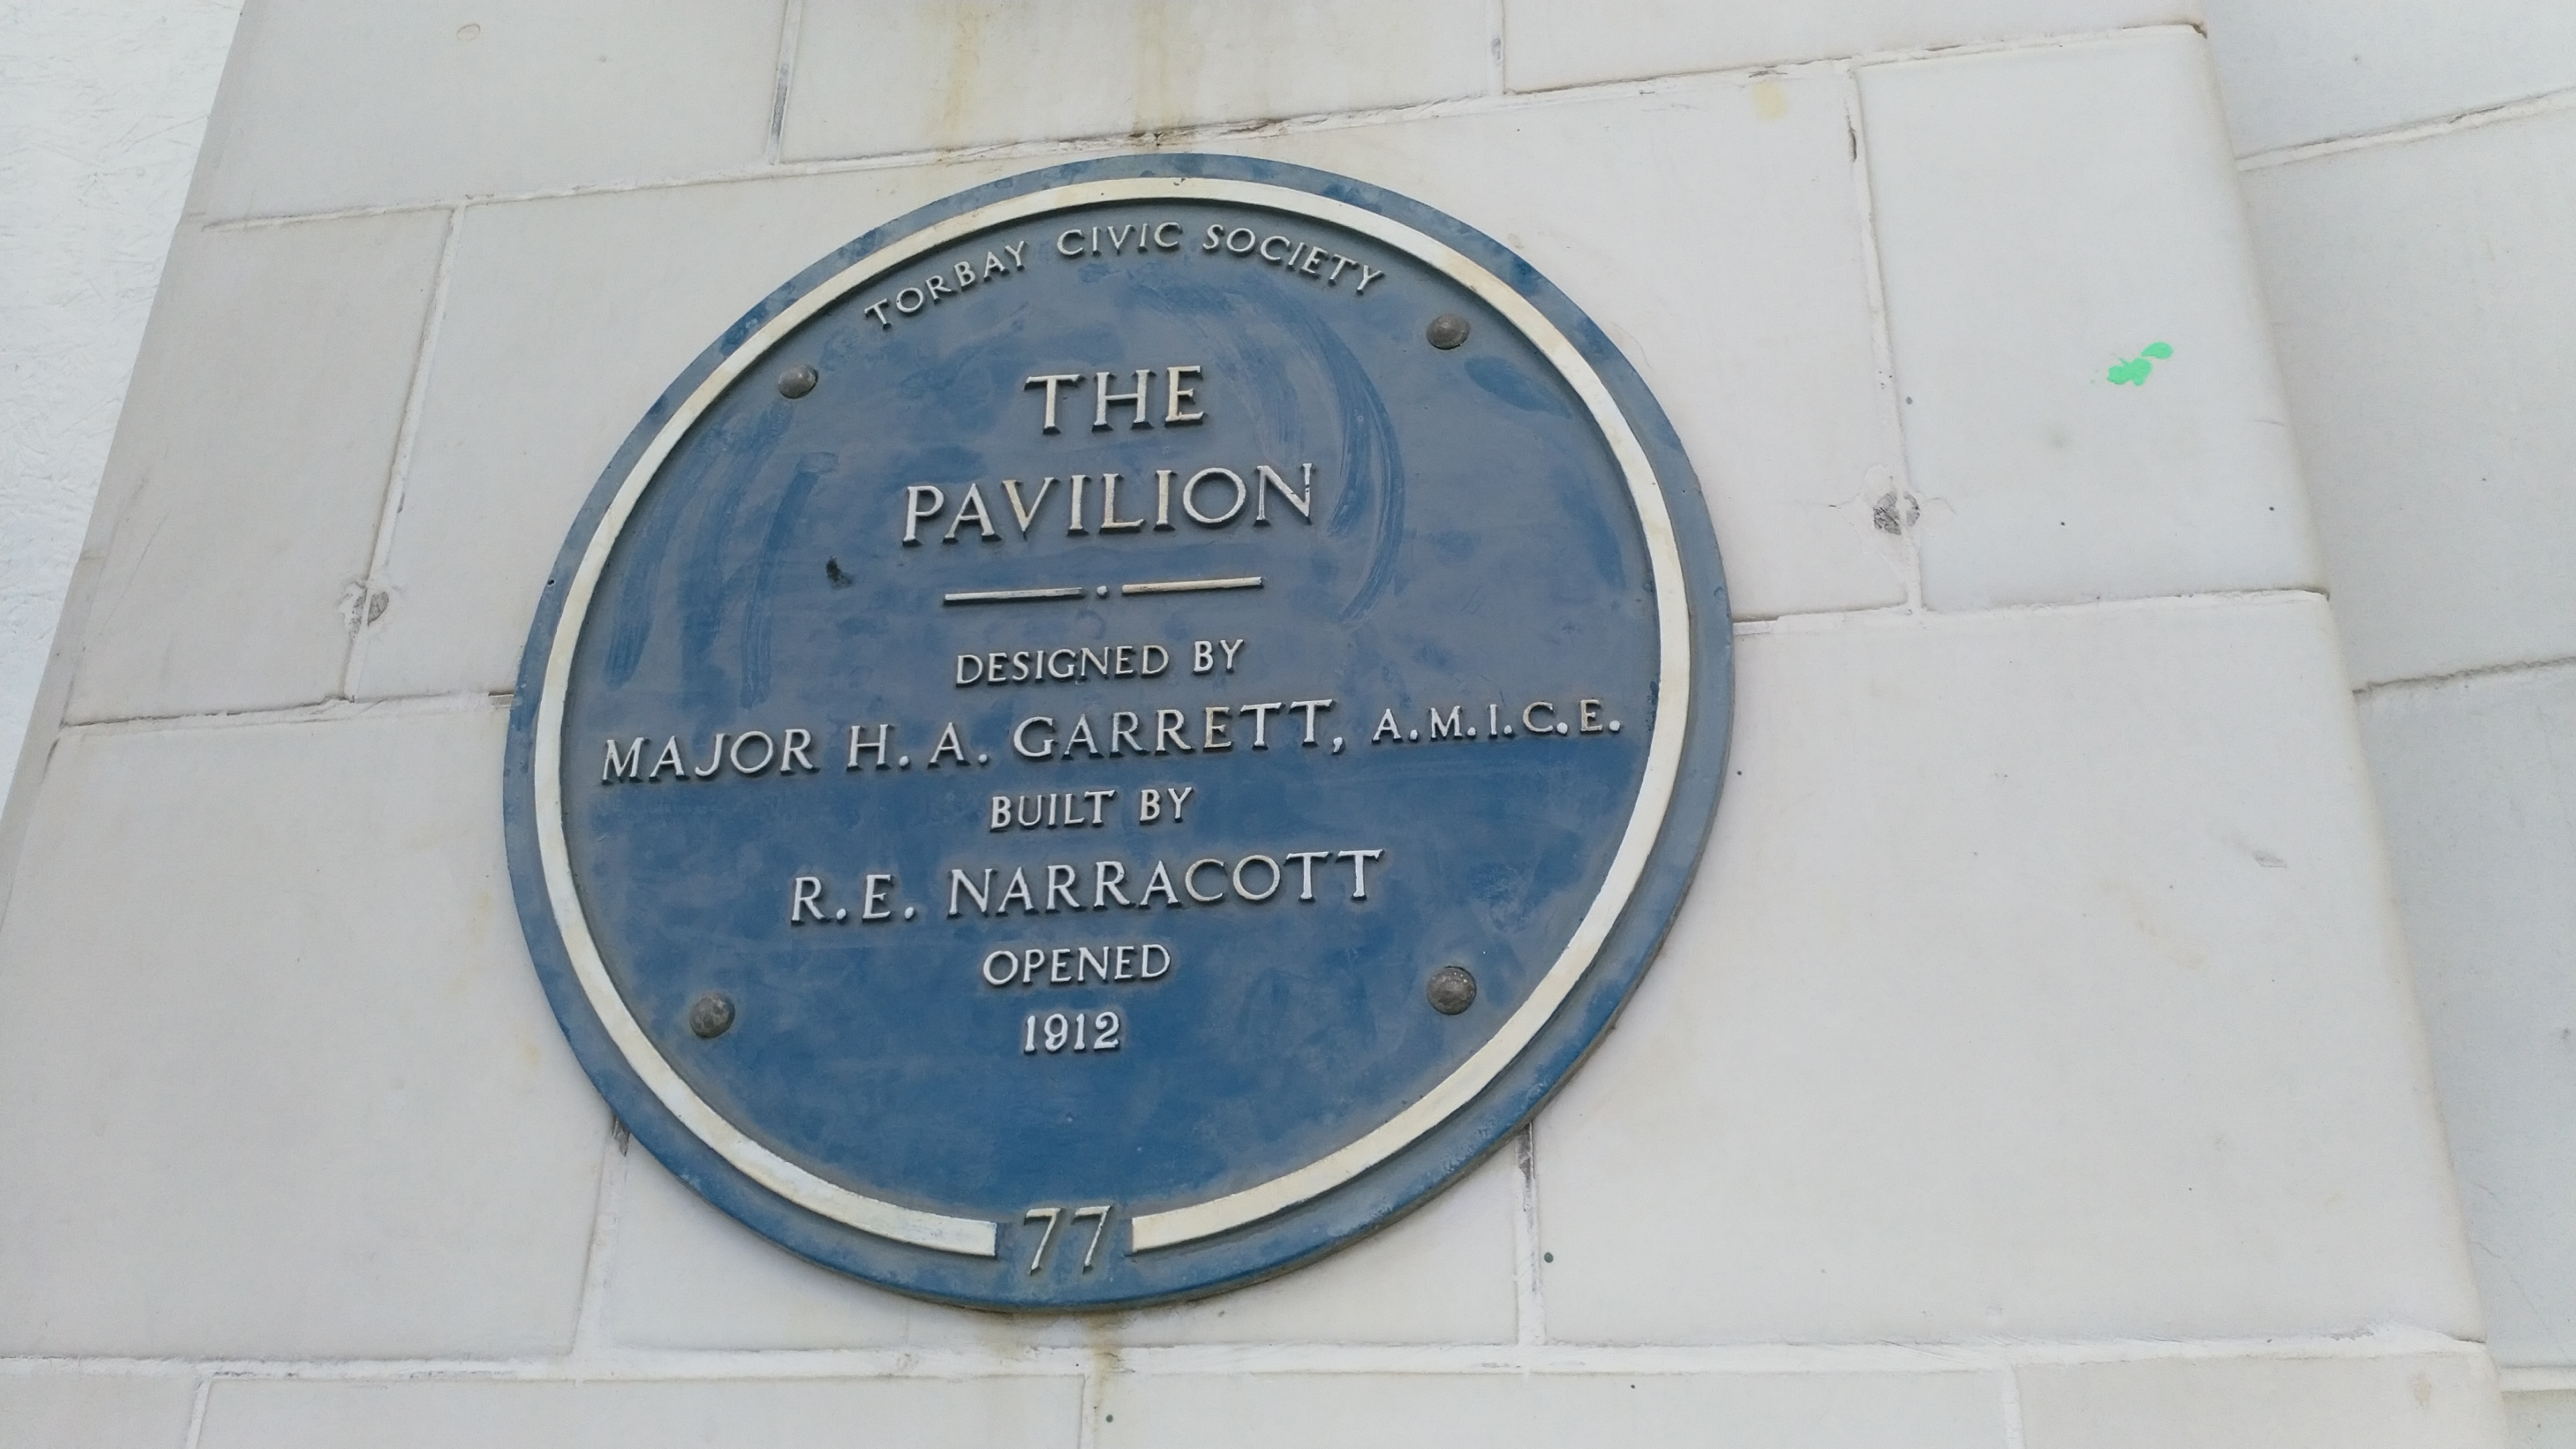 TORBAY CIVIC SOCIETY
THE
PAVILION
DESIGNED BY
MAJOR H. A. GARRETT, A.M.I.C.E.
BUILT BY
R.E. NARRACOTT
OPENED
1912
77